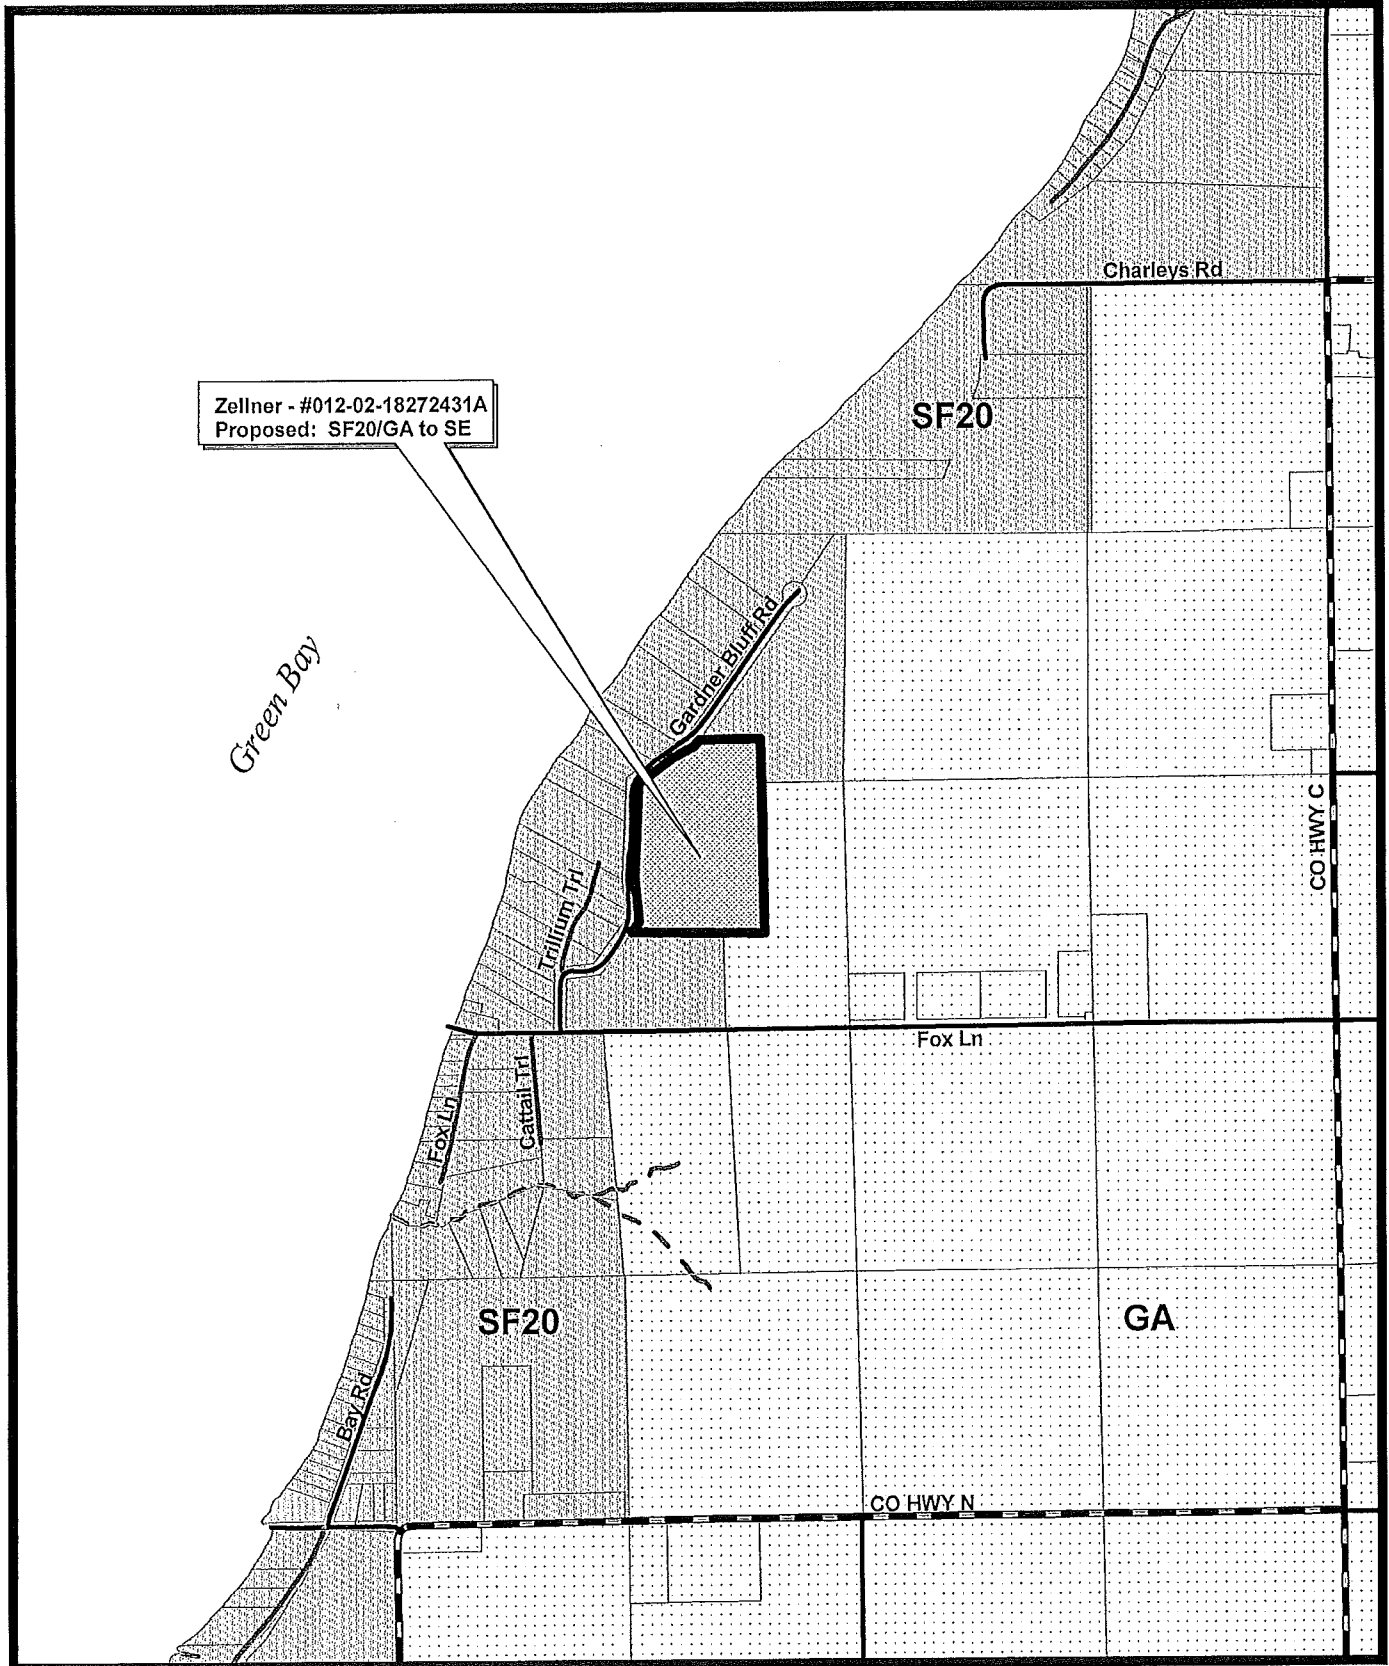 Charleys Rd
Zellner - #012-02-18272431A
Proposed: SF20/GA to SE
SF20
Gardner Bluff Rd
Green Bay
CO HWY C
Trillium Trl
Fox Ln
Cattail Trl
Fox Ln
SF20
GA
Bay Rd
CO HWY N